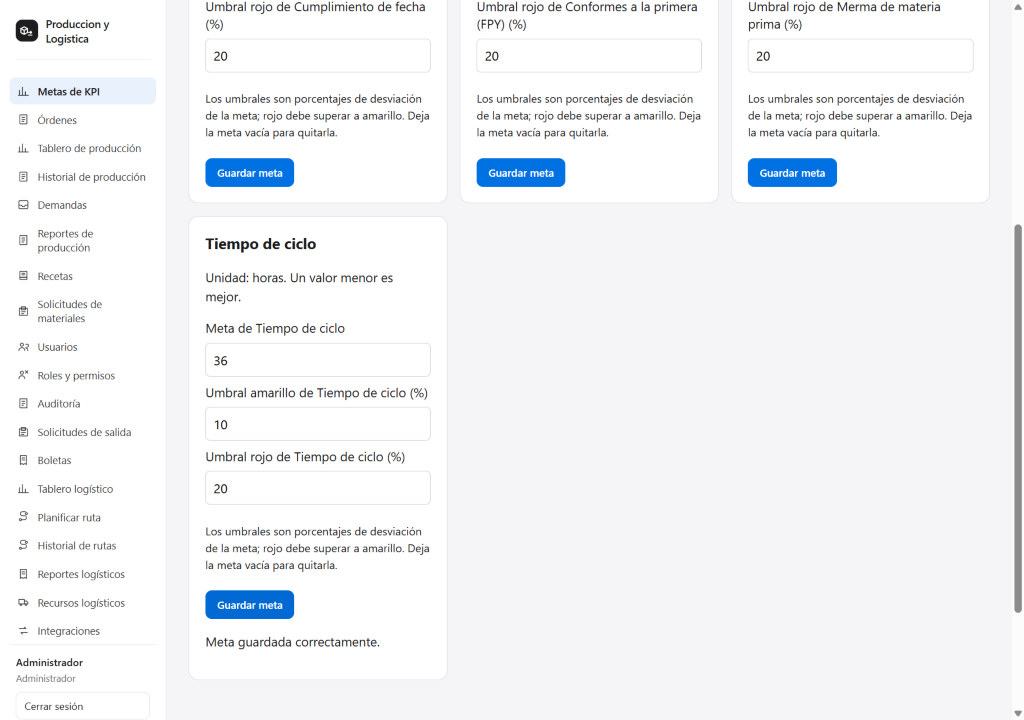 Produccion y
Logistica
Metas de KPI
Órdenes
Tablero de producción
Historial de producción
Demandas
Reportes de
producción
Recetas
Solicitudes de
materiales
Usuarios
Roles y permisos
Auditoría
Solicitudes de salida
Boletas
Tablero logístico
Planificar ruta
Historial de rutas
Reportes logísticos
Recursos logísticos
Integraciones
Administrador
Administrador
Cerrar sesión
Umbral rojo de Cumplimiento de fecha
(%)
20
Los umbrales son porcentajes de desviación
de la meta; rojo debe superar a amarillo. Deja
la meta vacía para quitarla.
Guardar meta
Umbral rojo de Conformes a la primera
(FPY) (%)
20
Los umbrales son porcentajes de desviación
de la meta; rojo debe superar a amarillo. Deja
la meta vacía para quitarla.
Guardar meta
Umbral rojo de Merma de materia
prima (%)
20
Los umbrales son porcentajes de desviación
de la meta; rojo debe superar a amarillo. Deja
la meta vacía para quitarla.
Guardar meta
Tiempo de ciclo
Unidad: horas. Un valor menor es
mejor.
Meta de Tiempo de ciclo
36
Umbral amarillo de Tiempo de ciclo (%)
10
Umbral rojo de Tiempo de ciclo (%)
20
Los umbrales son porcentajes de desviación
de la meta; rojo debe superar a amarillo. Deja
la meta vacía para quitarla.
Guardar meta
Meta guardada correctamente.